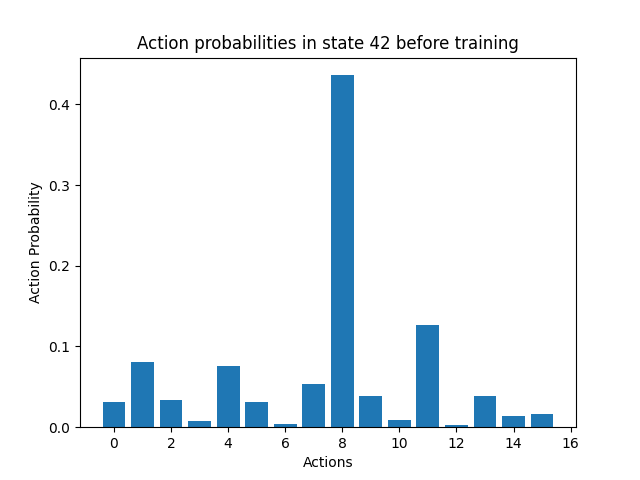 Action probabilities in state 42 before training
Action Probability
0.4
0.3
0.2
0.1
0.0
0 2 4 6 8 10 12 14 16
Actions